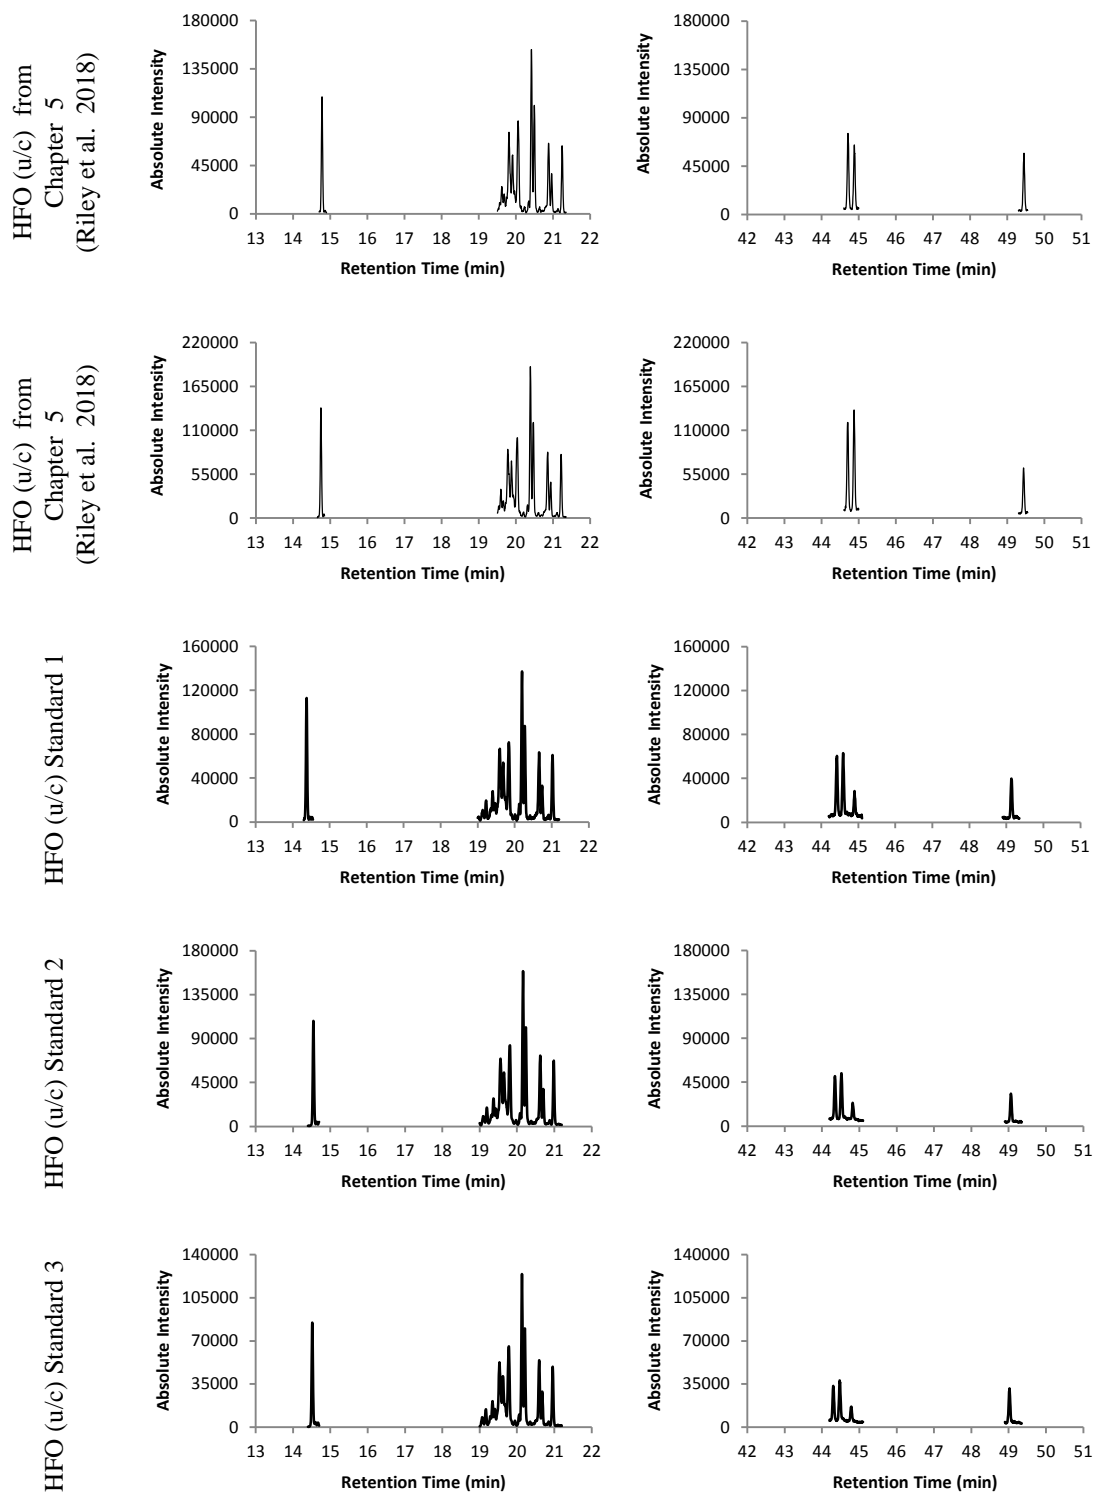 HFO (u/c) from
Chapter 5
(Riley et al. 2018)
Absolute Intensity
180000
135000
90000
45000
0
13 14 15 16 17 18 19 20 21 22
Retention Time (min)
Absolute Intensity
180000
135000
90000
45000
0
42 43 44 45 46 47 48 49 50 51
Retention Time (min)
HFO (u/c) from
Chapter 5
(Riley et al. 2018)
Absolute Intensity
220000
165000
110000
55000
0
13 14 15 16 17 18 19 20 21 22
Retention Time (min)
Absolute Intensity
220000
165000
110000
55000
0
42 43 44 45 46 47 48 49 50 51
Retention Time (min)
HFO (u/c) Standard 1
Absolute Intensity
160000
120000
80000
40000
0
13 14 15 16 17 18 19 20 21 22
Retention Time (min)
Absolute Intensity
160000
120000
80000
40000
0
42 43 44 45 46 47 48 49 50 51
Retention Time (min)
HFO (u/c) Standard 2
Absolute Intensity
180000
135000
90000
45000
0
13 14 15 16 17 18 19 20 21 22
Retention Time (min)
Absolute Intensity
180000
135000
90000
45000
0
42 43 44 45 46 47 48 49 50 51
Retention Time (min)
HFO (u/c) Standard 3
Absolute Intensity
140000
105000
70000
35000
0
13 14 15 16 17 18 19 20 21 22
Retention Time (min)
Absolute Intensity
140000
105000
70000
35000
0
42 43 44 45 46 47 48 49 50 51
Retention Time (min)